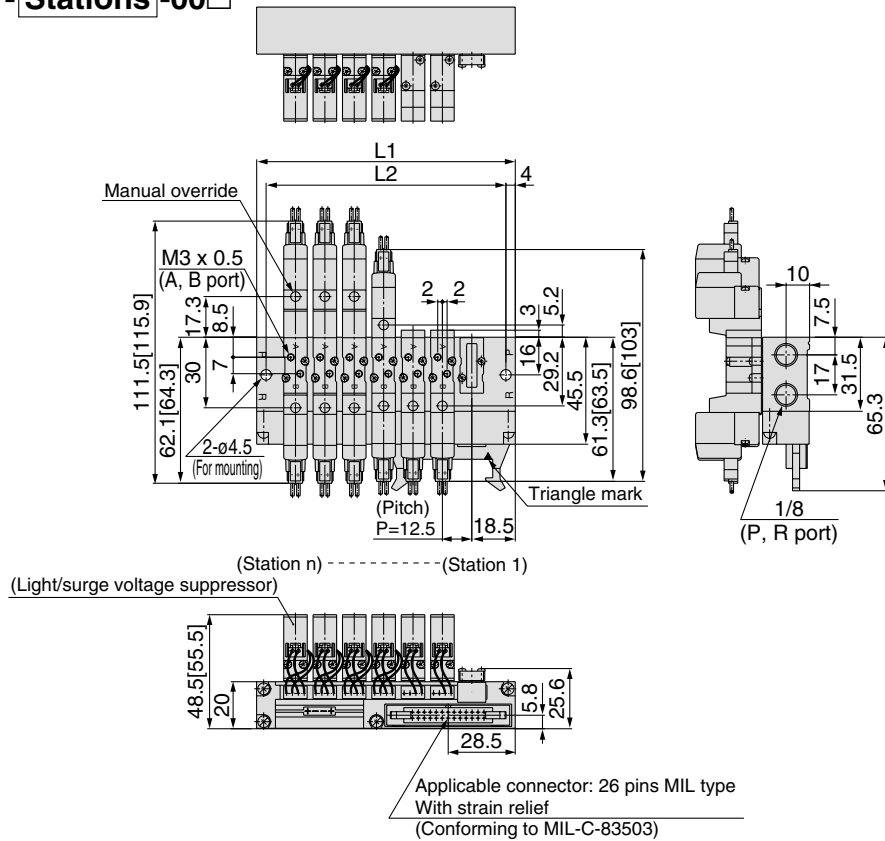 -Stations-00□
L1
L2
4
Manual override
M3 x 0.5
(A, B port)
2 2
3
5.2
10
7.5
111.5[115.9]
62.1[64.3]
17.3
8.5
30
7
16
29.2
45.5
61.3[63.5]
98.6[103]
17
31.5
65.3
P
R
A A A A A A
B B B B B B
P
R
2-ø4.5
(For mounting)
Triangle mark
(Pitch)
P=12.5
18.5
1/8
(P, R port)
(Station n) ---------- (Station 1)
(Light/surge voltage suppressor)
48.5[55.5]
20
5.8
25.6
28.5
Applicable connector: 26 pins MIL type
With strain relief
(Conforming to MIL-C-83503)